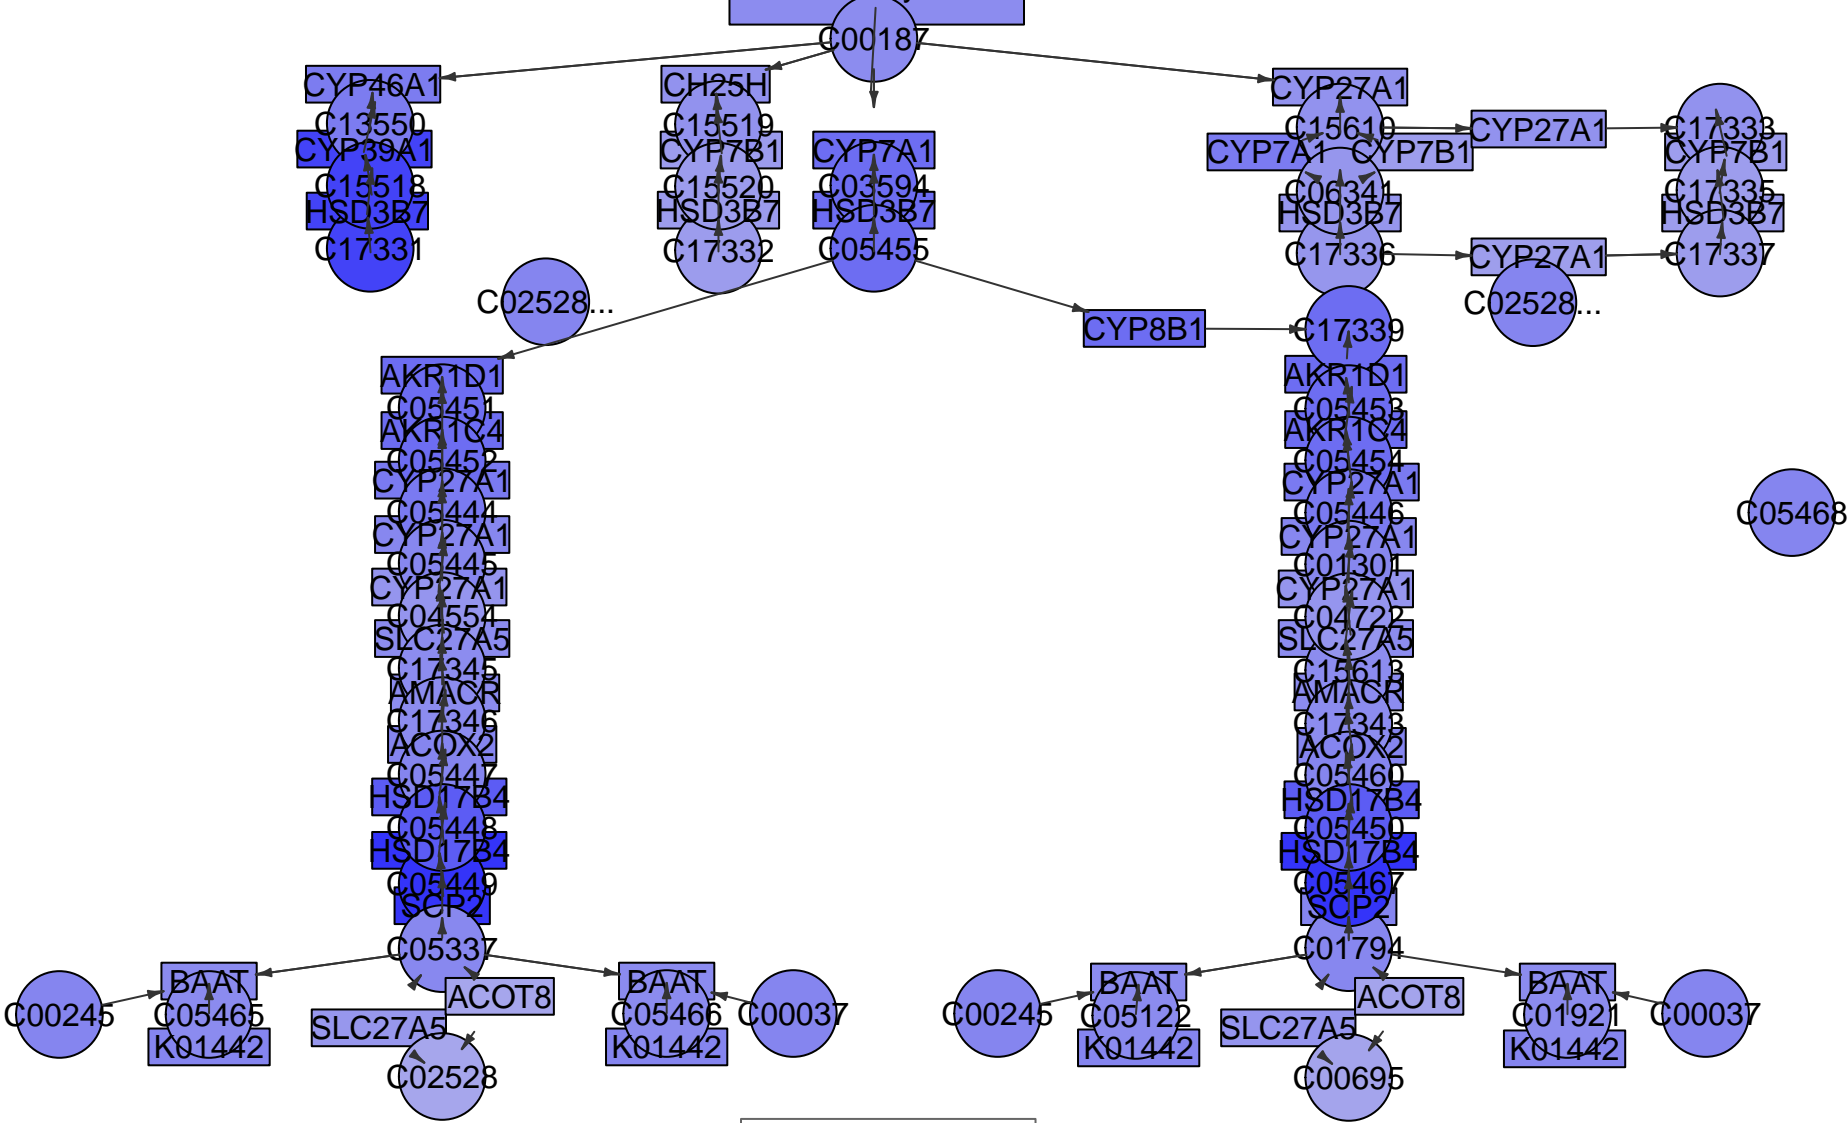 C00187
CYP46A1
C13550
CYP39A1
C15518
HSD3B7
C17331
CH25H
C15519
CYP7B1
C15520
HSD3B7
C17332
CYP7A1
C03594
HSD3B7
C05455
CYP27A1
C15610
CYP7A1
CYP7B1
C06341
HSD3B7
C17336
CYP27A1
CYP27A1
C17333
CYP7B1
C17335
HSD3B7
C17337
C02528...
C02528...
CYP8B1
C17339
AKR1D1
C05451
AKR1C4
C05452
CYP27A1
C05444
CYP27A1
C05445
CYP27A1
C04554
SLC27A5
C17345
AMACR
C17346
ACOX2
C05447
HSD17B4
C05448
HSD17B4
C05449
SCP2
C05337
AKR1D1
C05453
AKR1C4
C05454
CYP27A1
C05446
CYP27A1
C01301
CYP27A1
C04722
SLC27A5
C15613
AMACR
C17343
ACOX2
C05460
HSD17B4
C05450
HSD17B4
C05467
SCP2
C01794
C05468
C00245
BAAT
C05465
K01442
ACOT8
SLC27A5
C02528
BAAT
C05466
K01442
C00037
C00245
BAAT
C05122
K01442
ACOT8
SLC27A5
C00695
BAAT
C01921
K01442
C00037